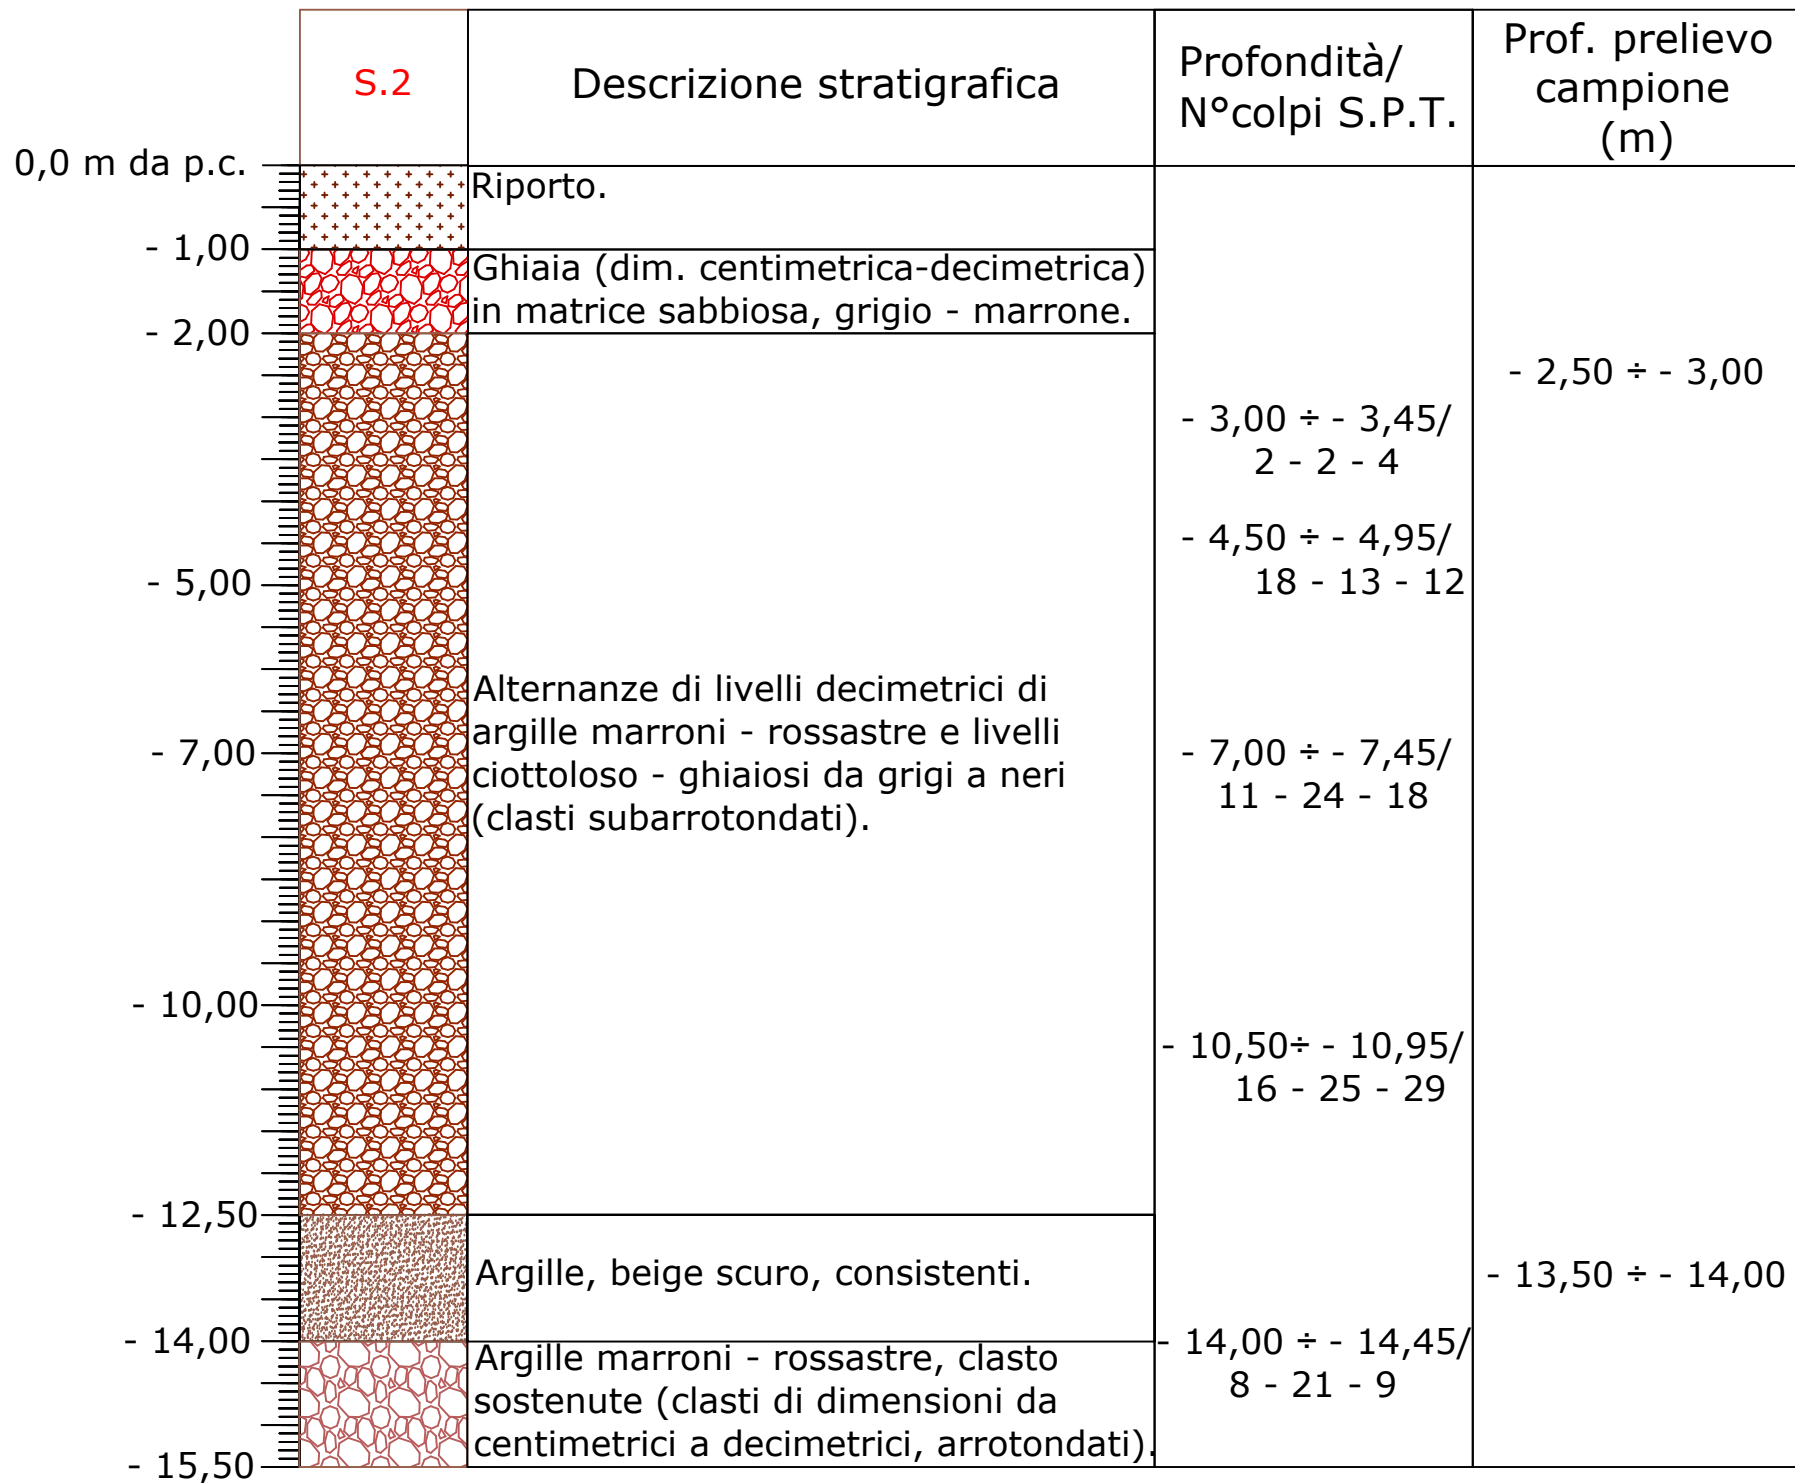 S.2
Descrizione stratigrafica
Profondità/
N°colpi S.P.T.
Prof. prelievo
campione
(m)
0,0 m da p.c.
Riporto.
- 1,00
Ghiaia (dim. centimetrica-decimetrica)
in matrice sabbiosa, grigio - marrone.
- 2,00
- 2,50 ÷ - 3,00
- 3,00 ÷ - 3,45/
2 - 2 - 4
- 4,50 ÷ - 4,95/
18 - 13 - 12
- 5,00
Alternanze di livelli decimetrici di
argille marroni - rossastre e livelli
ciottoloso - ghiaiosi da grigi a neri
(clasti subarrotondati).
- 7,00
- 7,00 ÷ - 7,45/
11 - 24 - 18
- 10,00
- 10,50÷ - 10,95/
16 - 25 - 29
- 12,50
Argille, beige scuro, consistenti.
- 13,50 ÷ - 14,00
- 14,00
- 14,00 ÷ - 14,45/
8 - 21 - 9
Argille marroni - rossastre, clasto
sostenute (clasti di dimensioni da
centimetrici a decimetrici, arrotondati).
- 15,50